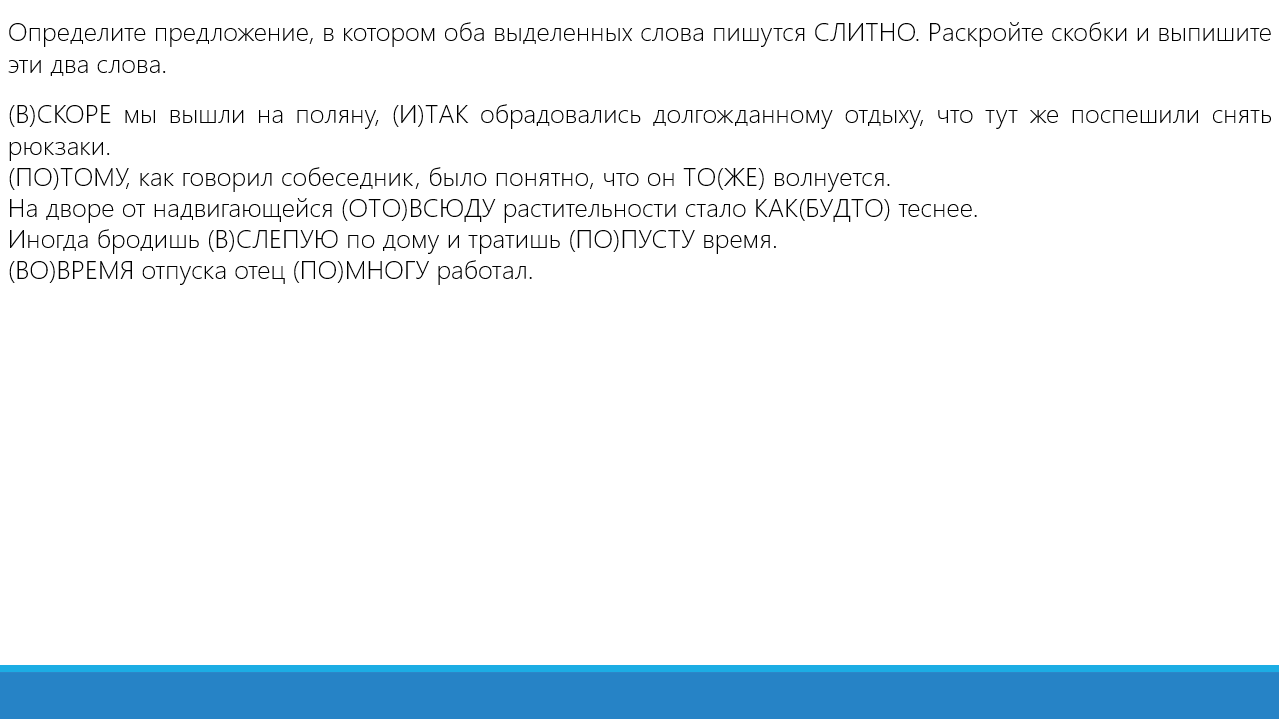 Определите предложение, в котором оба выделенных слова пишутся СЛИТНО. Раскройте скобки и выпишите
эти два слова.
(В)СКОРЕ мы вышли на поляну, (И)ТАК обрадовались долгожданному отдыху, что тут же поспешили снять
рюкзаки.
(ПО)ТОМУ, как говорил собеседник, было понятно, что он ТО(ЖЕ) волнуется.
На дворе от надвигающейся (ОТО)ВСЮДУ растительности стало КАК(БУДТО) теснее.
Иногда бродишь (В)СЛЕПУЮ по дому и тратишь (ПО)ПУСТУ время.
(ВО)ВРЕМЯ отпуска отец (ПО)МНОГУ работал.